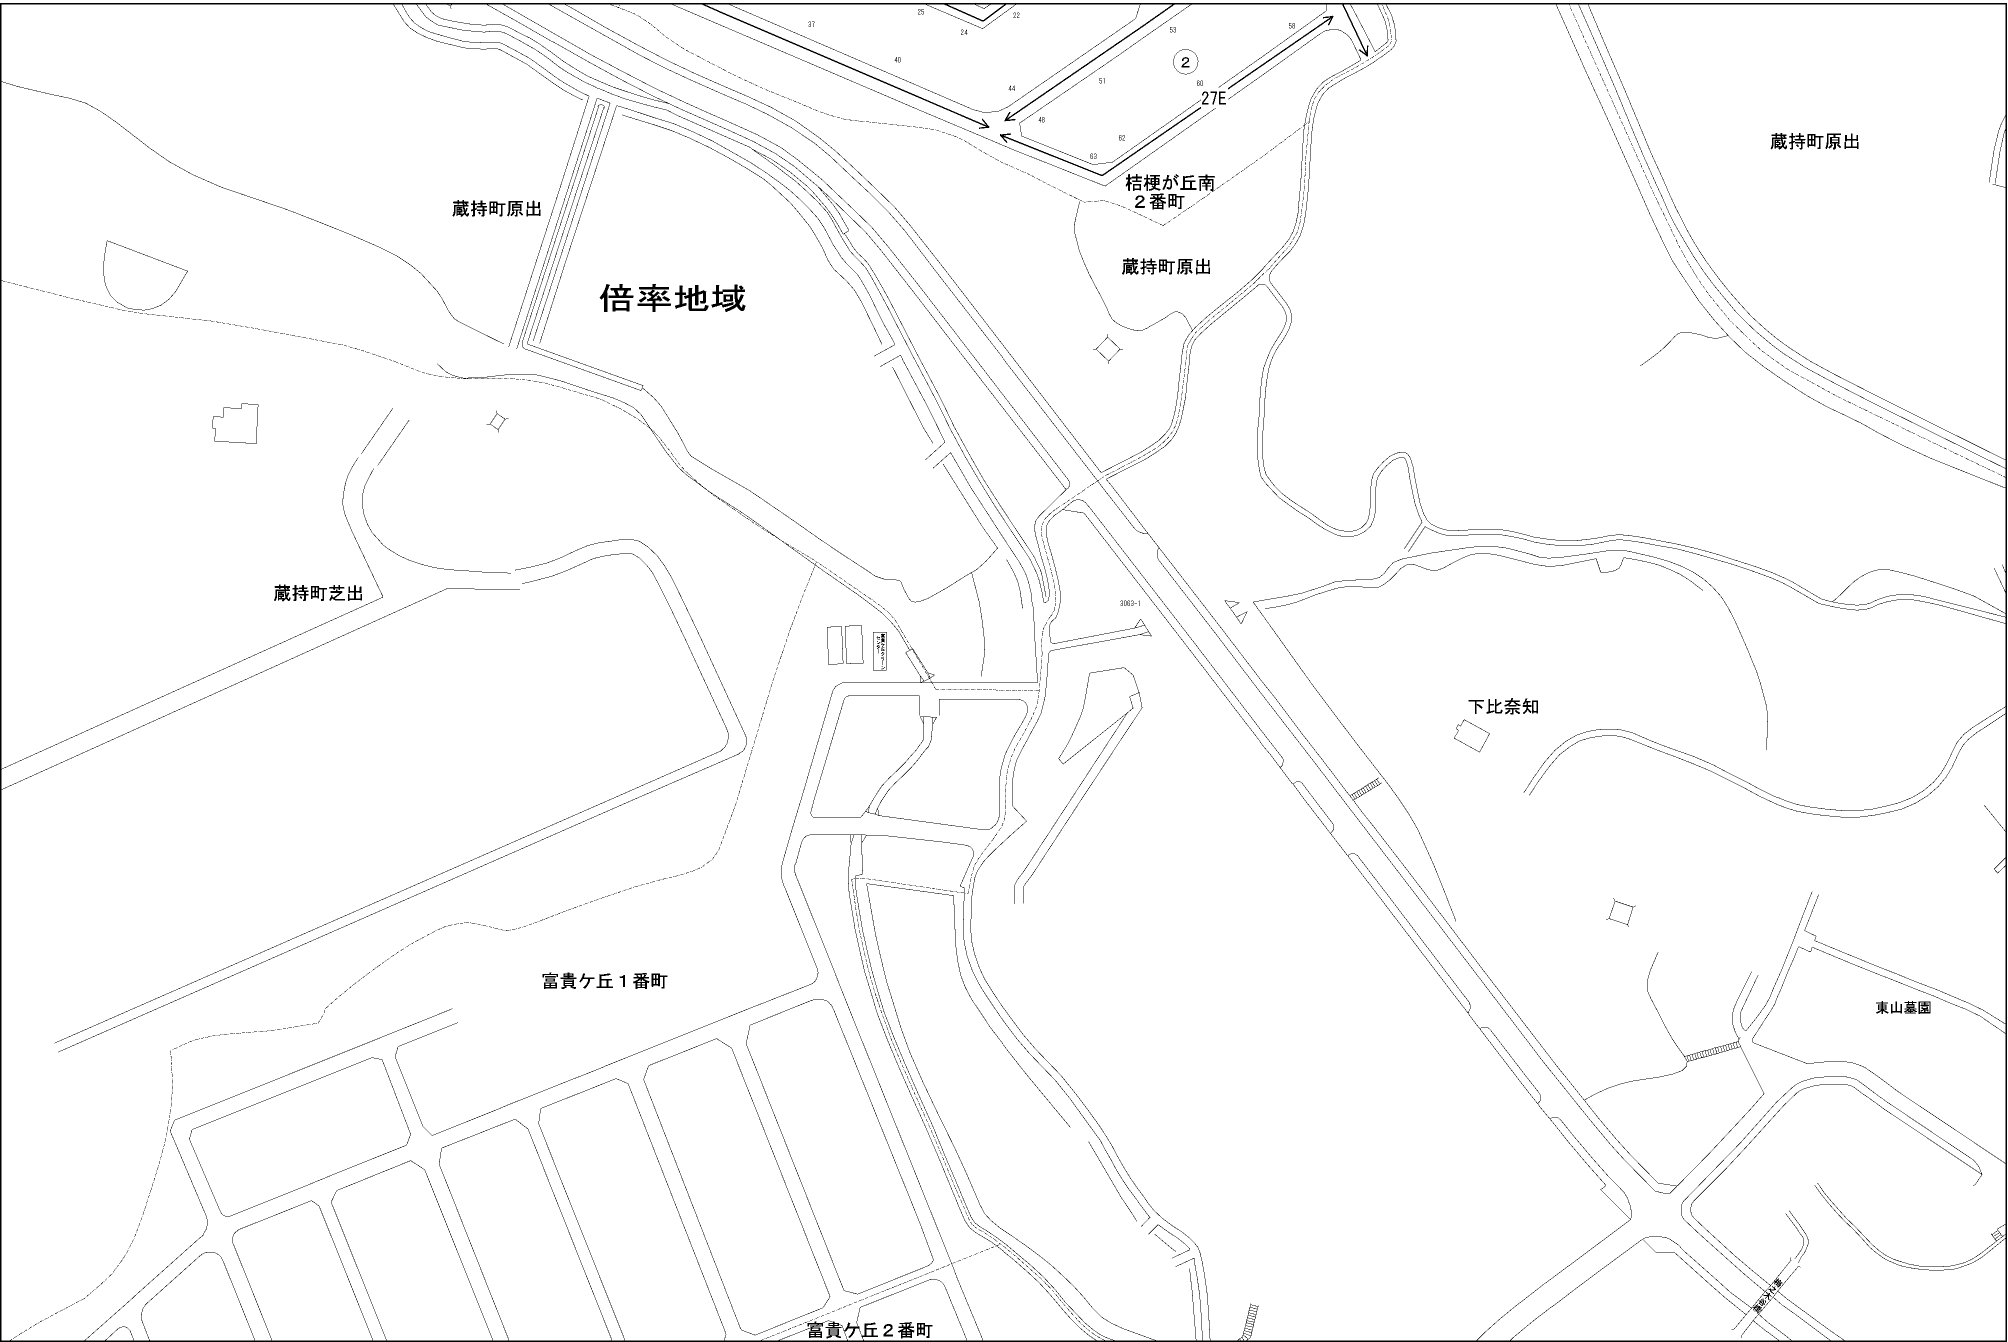 25
22
24
37
53
58
40
②
51
60
27E
44
48
62
63
桔梗が丘南
２番町
蔵持町原出
蔵持町原出
蔵持町原出
倍率地域
蔵持町芝出
3063-1
下比奈知
富貴ケ丘１番町
東山墓園
富貴ケ丘２番町